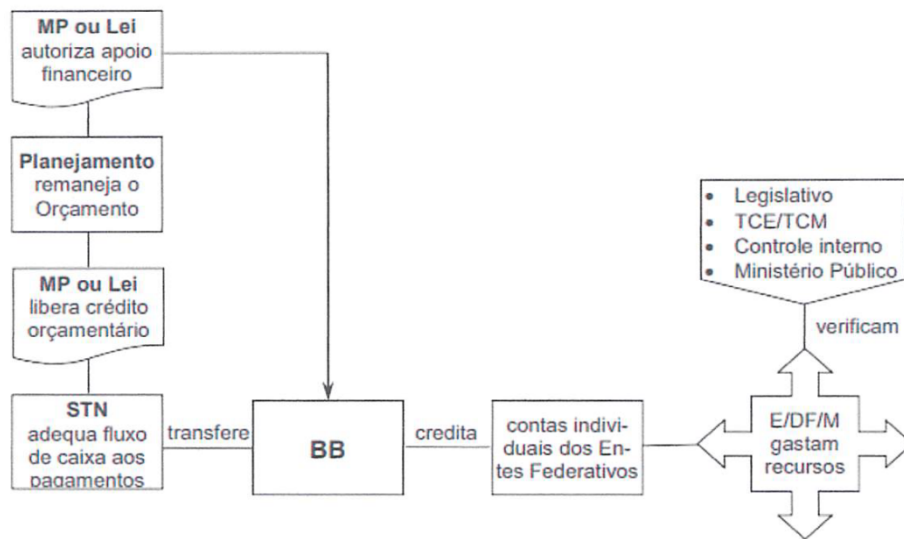 MP ou Lei
autoriza apoio
financeiro
Planejamento
remaneja o
Orçamento
MP ou Lei
libera crédito
orçamentário
STN
adequa fluxo
de caixa aos
pagamentos
transfere
BB
credita
contas indivi-
duais dos En-
tes Federativos
E/DF/M
gastam
recursos
verificam
• Legislativo
• TCE/TCM
• Controle interno
• Ministério Público